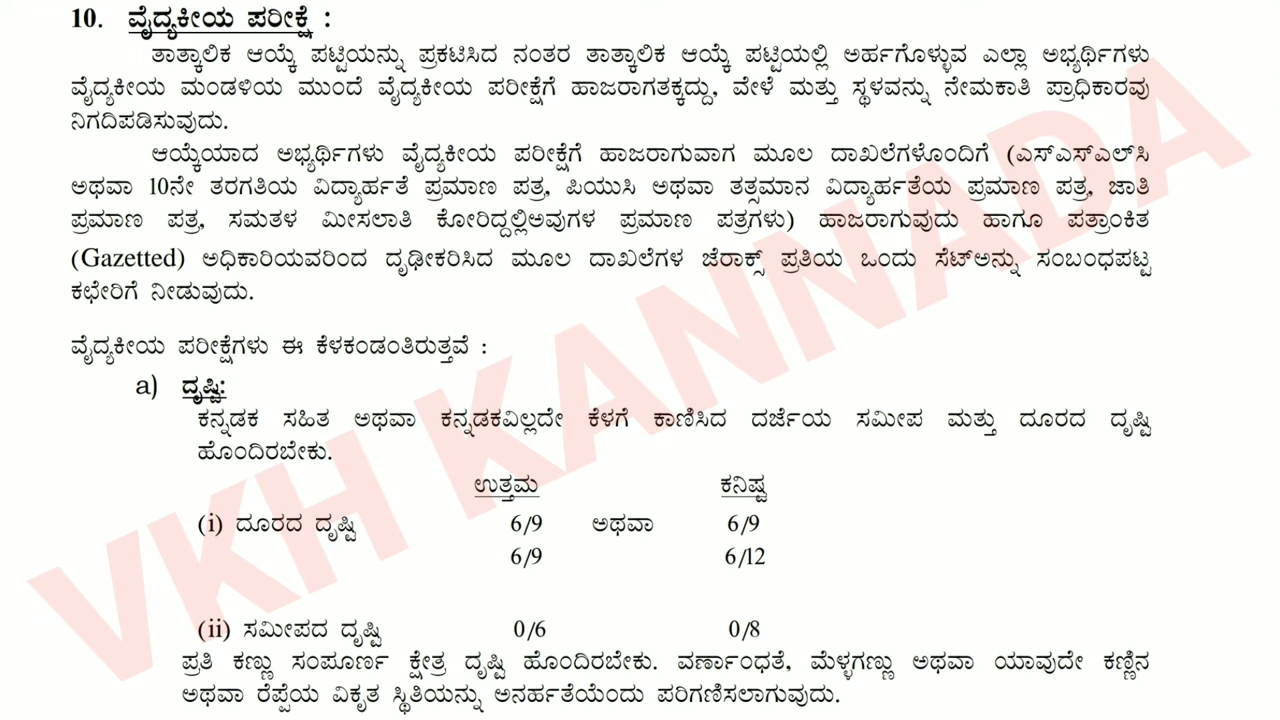 10. ವೈದ್ಯಕೀಯ ಪರೀಕ್ಷೆ :
ತಾತ್ಕಾಲಿಕ ಆಯ್ಕೆ ಪಟ್ಟಿಯನ್ನು ಪ್ರಕಟಿಸಿದ ನಂತರ ತಾತ್ಕಾಲಿಕ ಆಯ್ಕೆ ಪಟ್ಟಿಯಲ್ಲಿ ಅರ್ಹಗೊಳ್ಳುವ ಎಲ್ಲಾ ಅಭ್ಯರ್ಥಿಗಳು
ವೈದ್ಯಕೀಯ ಮಂಡಳಿಯ ಮುಂದೆ ವೈದ್ಯಕೀಯ ಪರೀಕ್ಷೆಗೆ ಹಾಜರಾಗತಕ್ಕದ್ದು, ವೇಳೆ ಮತ್ತು ಸ್ಥಳವನ್ನು ನೇಮಕಾತಿ ಪ್ರಾಧಿಕಾರವು
ನಿಗದಿಪಡಿಸುವುದು.
ಆಯ್ಕೆಯಾದ ಅಭ್ಯರ್ಥಿಗಳು ವೈದ್ಯಕೀಯ ಪರೀಕ್ಷೆಗೆ ಹಾಜರಾಗುವಾಗ ಮೂಲ ದಾಖಲೆಗಳೊಂದಿಗೆ (ಎಸ್‌ಎಸ್‌ಎಲ್‌ಸಿ
ಅಥವಾ 10ನೇ ತರಗತಿಯ ವಿದ್ಯಾರ್ಹತೆ ಪ್ರಮಾಣ ಪತ್ರ, ಪಿಯುಸಿ ಅಥವಾ ತತ್ಸಮಾನ ವಿದ್ಯಾರ್ಹತೆಯ ಪ್ರಮಾಣ ಪತ್ರ, ಜಾತಿ
ಪ್ರಮಾಣ ಪತ್ರ, ಸಮತಳ ಮೀಸಲಾತಿ ಕೋರಿದ್ದಲ್ಲಿಅವುಗಳ ಪ್ರಮಾಣ ಪತ್ರಗಳು) ಹಾಜರಾಗುವುದು ಹಾಗೂ ಪತ್ರಾಂಕಿತ
(Gazetted) ಅಧಿಕಾರಿಯವರಿಂದ ದೃಢೀಕರಿಸಿದ ಮೂಲ ದಾಖಲೆಗಳ ಜೆರಾಕ್ಸ್ ಪ್ರತಿಯ ಒಂದು ಸೆಟ್‌ಅನ್ನು ಸಂಬಂಧಪಟ್ಟ
ಕಛೇರಿಗೆ ನೀಡುವುದು.
ವೈದ್ಯಕೀಯ ಪರೀಕ್ಷೆಗಳು ಈ ಕೆಳಕಂಡಂತಿರುತ್ತವೆ :
a) ದೃಷ್ಟಿ:
ಕನ್ನಡಕ ಸಹಿತ ಅಥವಾ ಕನ್ನಡಕವಿಲ್ಲದೇ ಕೆಳಗೆ ಕಾಣಿಸಿದ ದರ್ಜೆಯ ಸಮೀಪ ಮತ್ತು ದೂರದ ದೃಷ್ಟಿ
ಹೊಂದಿರಬೇಕು.
ಉತ್ತಮ ಕನಿಷ್ಟ
(i) ದೂರದ ದೃಷ್ಟಿ 6/9 ಅಥವಾ 6/9
6/9 6/12
(ii) ಸಮೀಪದ ದೃಷ್ಟಿ 0/6 0/8
ಪ್ರತಿ ಕಣ್ಣು ಸಂಪೂರ್ಣ ಕ್ಷೇತ್ರ ದೃಷ್ಟಿ ಹೊಂದಿರಬೇಕು. ವರ್ಣಾಂಧತೆ, ಮೆಳ್ಳಗಣ್ಣು ಅಥವಾ ಯಾವುದೇ ಕಣ್ಣಿನ
ಅಥವಾ ರೆಪ್ಪೆಯ ವಿಕೃತ ಸ್ಥಿತಿಯನ್ನು ಅನರ್ಹತೆಯೆಂದು ಪರಿಗಣಿಸಲಾಗುವುದು.
VKH KANNADA